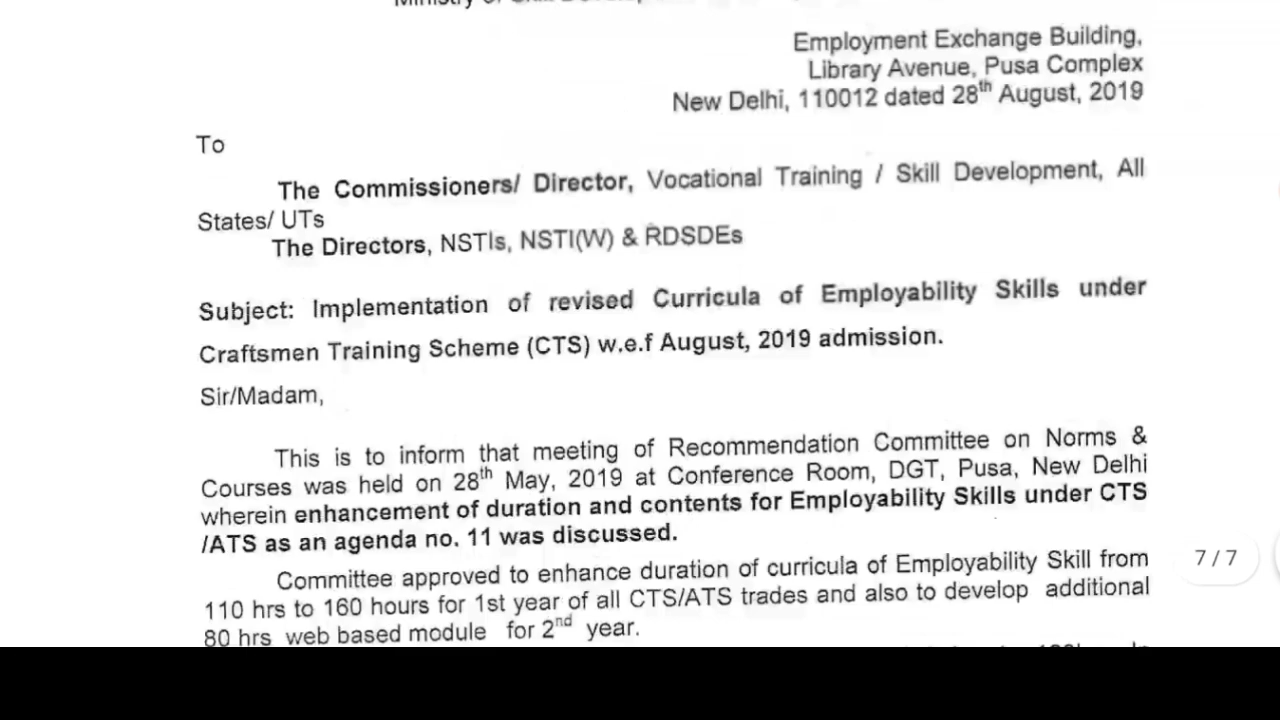 Employment Exchange Building,
Library Avenue, Pusa Complex
New Delhi, 110012 dated 28th August, 2019
To
The Commissioners/ Director, Vocational Training / Skill Development, All
States/ UTs
The Directors, NSTIs, NSTI(W) & RDSDEs
Subject: Implementation of revised Curricula of Employability Skills under
Craftsmen Training Scheme (CTS) w.e.f August, 2019 admission.
Sir/Madam,
This is to inform that meeting of Recommendation Committee on Norms &
Courses was held on 28th May, 2019 at Conference Room, DGT, Pusa, New Delhi
wherein enhancement of duration and contents for Employability Skills under CTS
/ATS as an agenda no. 11 was discussed.
7 / 7
Committee approved to enhance duration of curricula of Employability Skill from
110 hrs to 160 hours for 1st year of all CTS/ATS trades and also to develop additional
80 hrs web based module for 2nd year.